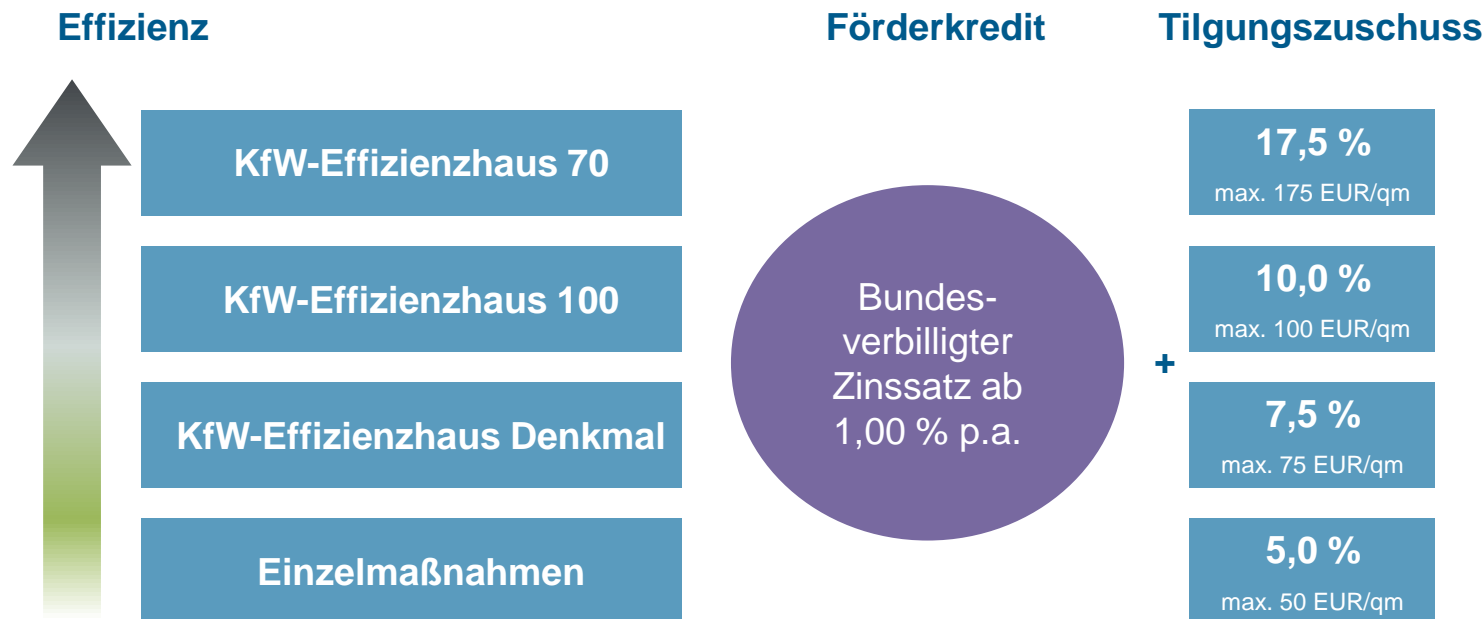 Effizienz
Förderkredit
Tilgungszuschuss
KfW-Effizienzhaus 70
17,5 %
max. 175 EUR/qm
KfW-Effizienzhaus 100
10,0 %
max. 100 EUR/qm
Bundes-
verbilligter
Zinssatz ab
1,00 % p.a.
+
KfW-Effizienzhaus Denkmal
7,5 %
max. 75 EUR/qm
Einzelmaßnahmen
5,0 %
max. 50 EUR/qm